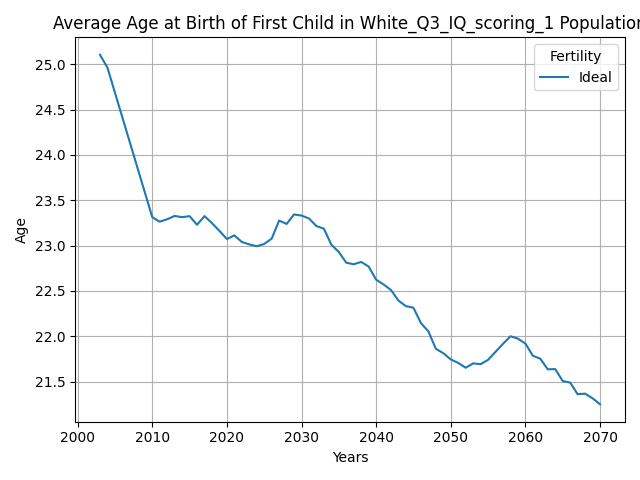 Average Age at Birth of First Child in White_Q3_IQ_scoring_1 Population
Fertility
Ideal
25.0
24.5
24.0
23.5
23.0
22.5
22.0
21.5
Age
2000 2010 2020 2030 2040 2050 2060 2070
Years